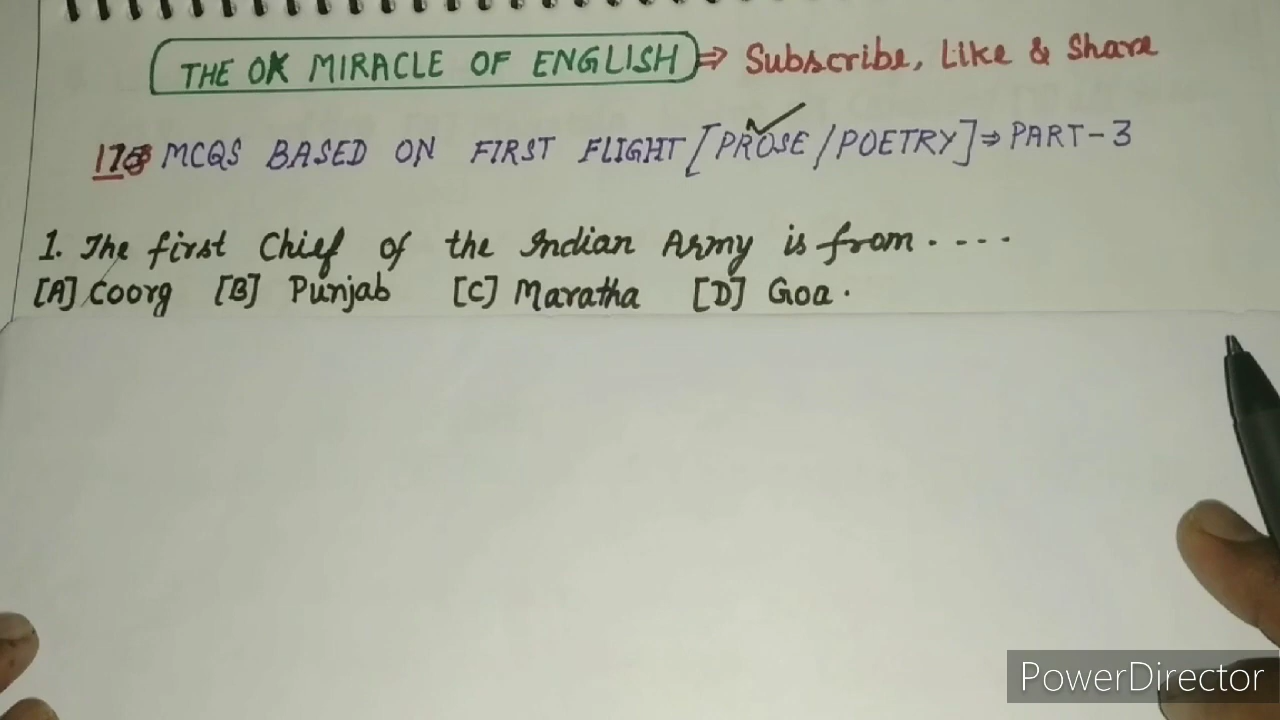 THE OK MIRACLE OF ENGLISH ⇒ Subscribe, Like & Share
MCQS BASED ON FIRST FLIGHT [PROSE/POETRY] ⇒ PART-3
1. The first Chief of the Indian Army is from . - - - .
[A] Coorg [B] Punjab [C] Maratha [D] Goa .
PowerDirector